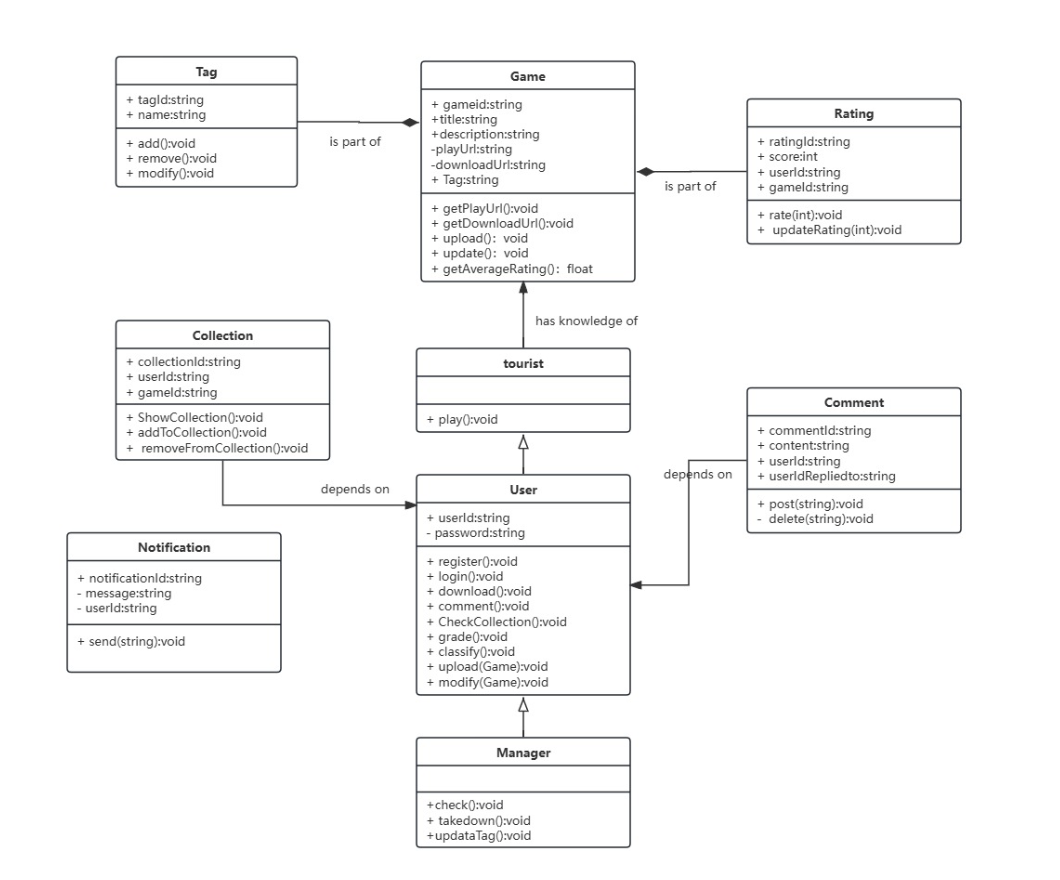 Tag
+ tagId:string
+ name:string
+ add():void
+ remove():void
+ modify():void
is part of
Game
+ gameid:string
+title:string
+description:string
-playUrl:string
-downloadUrl:string
+ Tag:string
+ getPlayUrl():void
+ getDownloadUrl():void
+ upload()：void
+ update()：void
+ getAverageRating()：float
is part of
Rating
+ ratingId:string
+ score:int
+ userId:string
+ gameId:string
+ rate(int):void
+ updateRating(int):void
has knowledge of
Collection
+ collectionId:string
+ userId:string
+ gameId:string
+ ShowCollection():void
+ addToCollection():void
+ removeFromCollection():void
depends on
tourist
+ play():void
Comment
+ commentId:string
+ content:string
+ userId:string
+ userIdRepliedto:string
+ post(string):void
- delete(string):void
depends on
User
+ userId:string
- password:string
+ register():void
+ login():void
+ download():void
+ comment():void
+ CheckCollection():void
+ grade():void
+ classify():void
+ upload(Game):void
+ modify(Game):void
Notification
+ notificationId:string
- message:string
- userId:string
+ send(string):void
Manager
+check():void
+ takedown():void
+updataTag():void